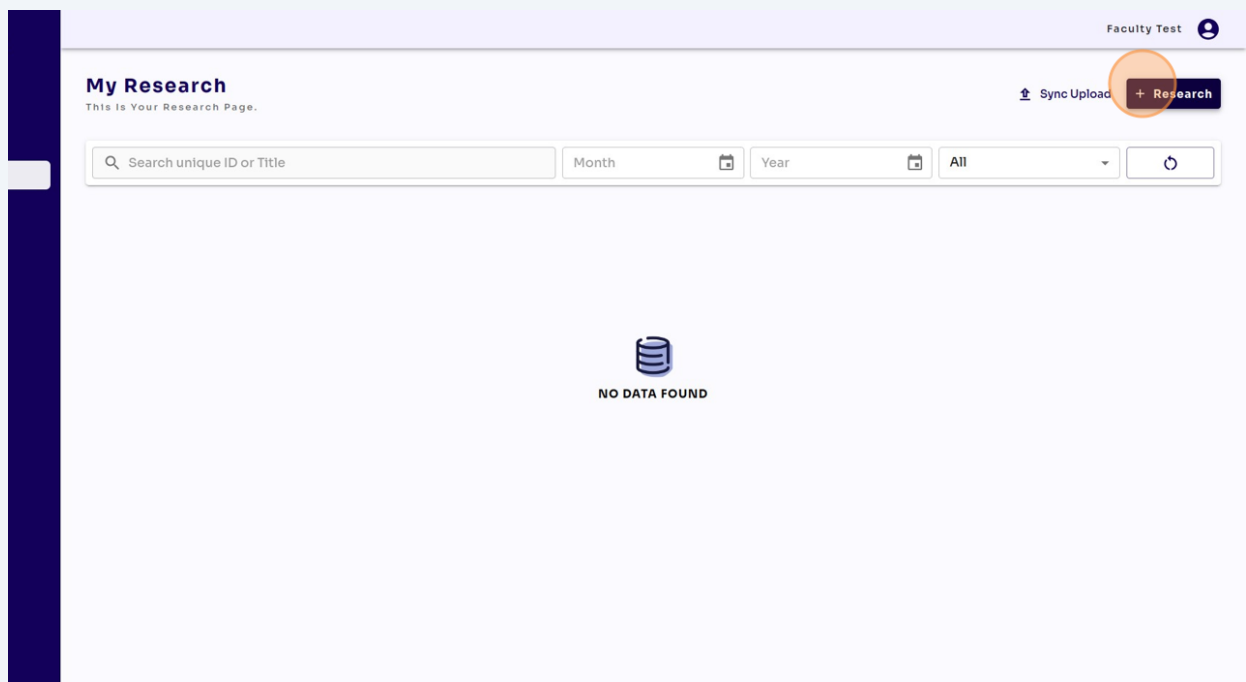 Faculty Test
My Research
This Is Your Research Page.
Sync Upload
+ Research
Search unique ID or Title
Month
Year
All
NO DATA FOUND